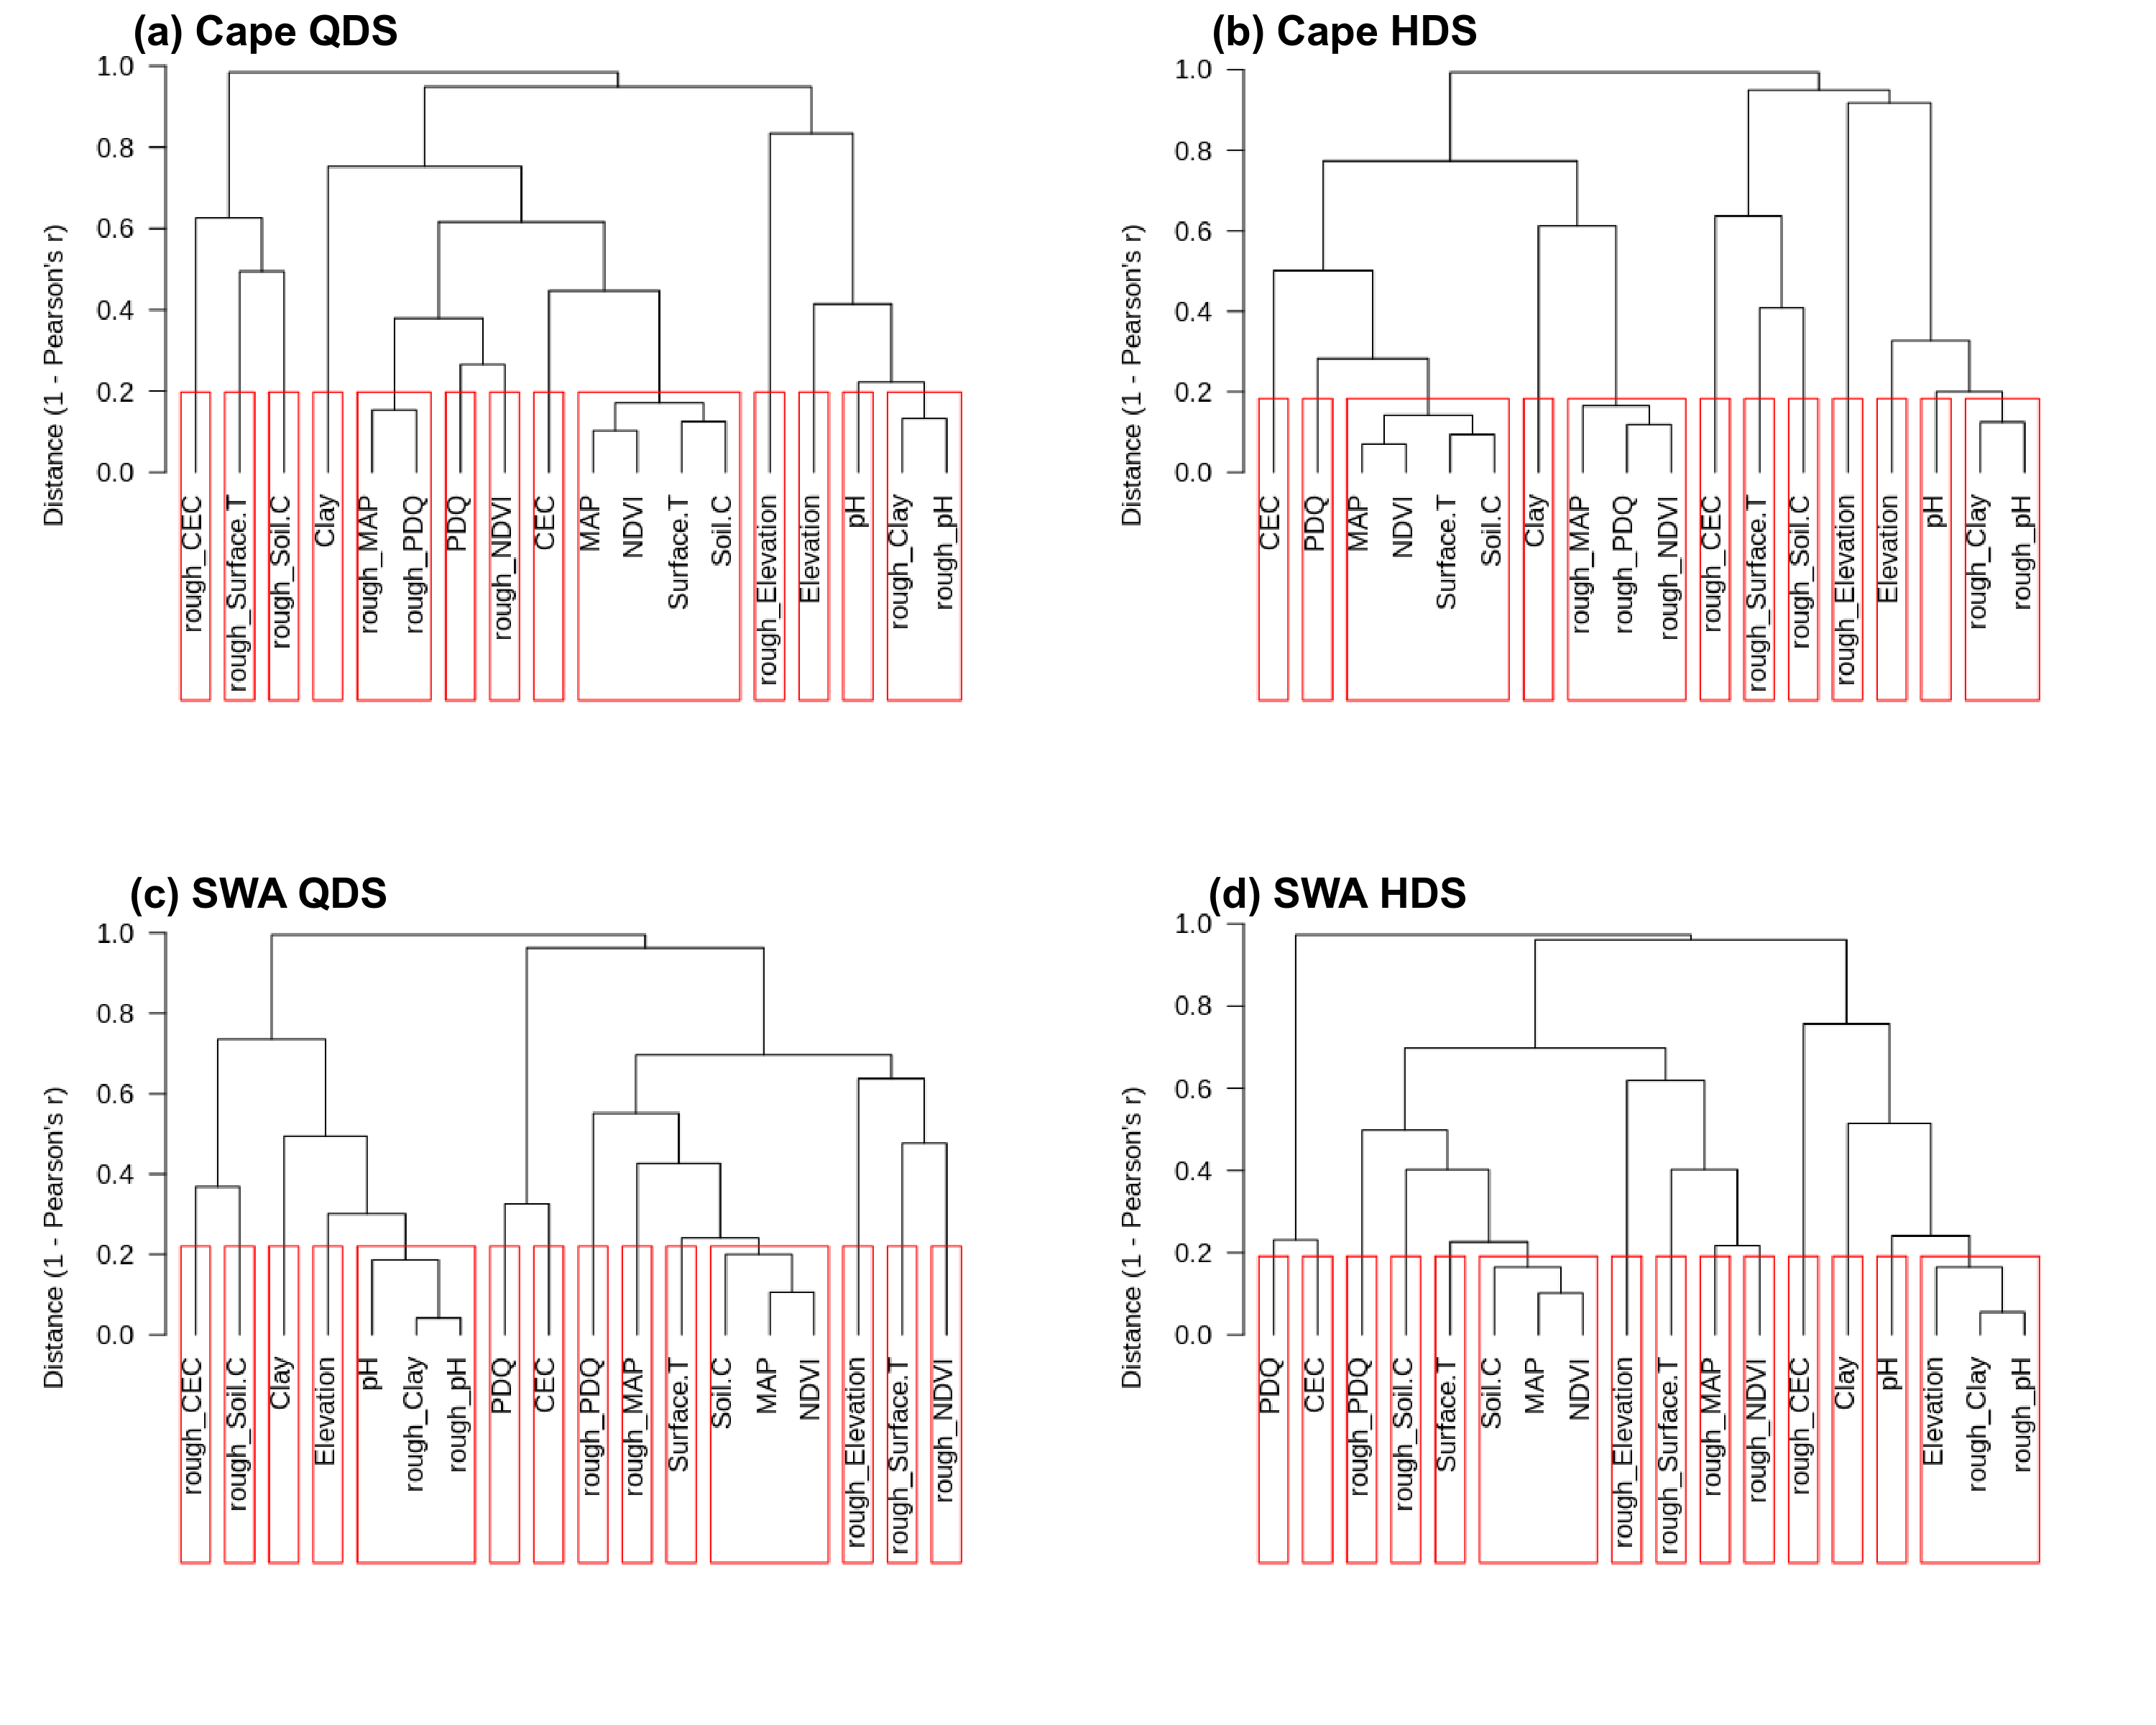 (a) Cape QDS
Distance (1 - Pearson's r)
1.0
0.8
0.6
0.4
0.2
0.0
rough_CEC
rough_Surface.T
rough_Soil.C
Clay
rough_MAP
rough_PDQ
PDQ
rough_NDVI
CEC
MAP
NDVI
Surface.T
Soil.C
rough_Elevation
Elevation
pH
rough_Clay
rough_pH
(b) Cape HDS
Distance (1 - Pearson's r)
1.0
0.8
0.6
0.4
0.2
0.0
CEC
PDQ
MAP
NDVI
Surface.T
Soil.C
Clay
rough_MAP
rough_PDQ
rough_NDVI
rough_CEC
rough_Surface.T
rough_Soil.C
rough_Elevation
Elevation
pH
rough_Clay
rough_pH
(c) SWA QDS
Distance (1 - Pearson's r)
1.0
0.8
0.6
0.4
0.2
0.0
rough_CEC
rough_Soil.C
Clay
Elevation
pH
rough_Clay
rough_pH
PDQ
CEC
rough_PDQ
rough_MAP
Surface.T
Soil.C
MAP
NDVI
rough_Elevation
rough_Surface.T
rough_NDVI
(d) SWA HDS
Distance (1 - Pearson's r)
1.0
0.8
0.6
0.4
0.2
0.0
PDQ
CEC
rough_PDQ
rough_Soil.C
Surface.T
Soil.C
MAP
NDVI
rough_Elevation
rough_Surface.T
rough_MAP
rough_NDVI
rough_CEC
Clay
pH
Elevation
rough_Clay
rough_pH